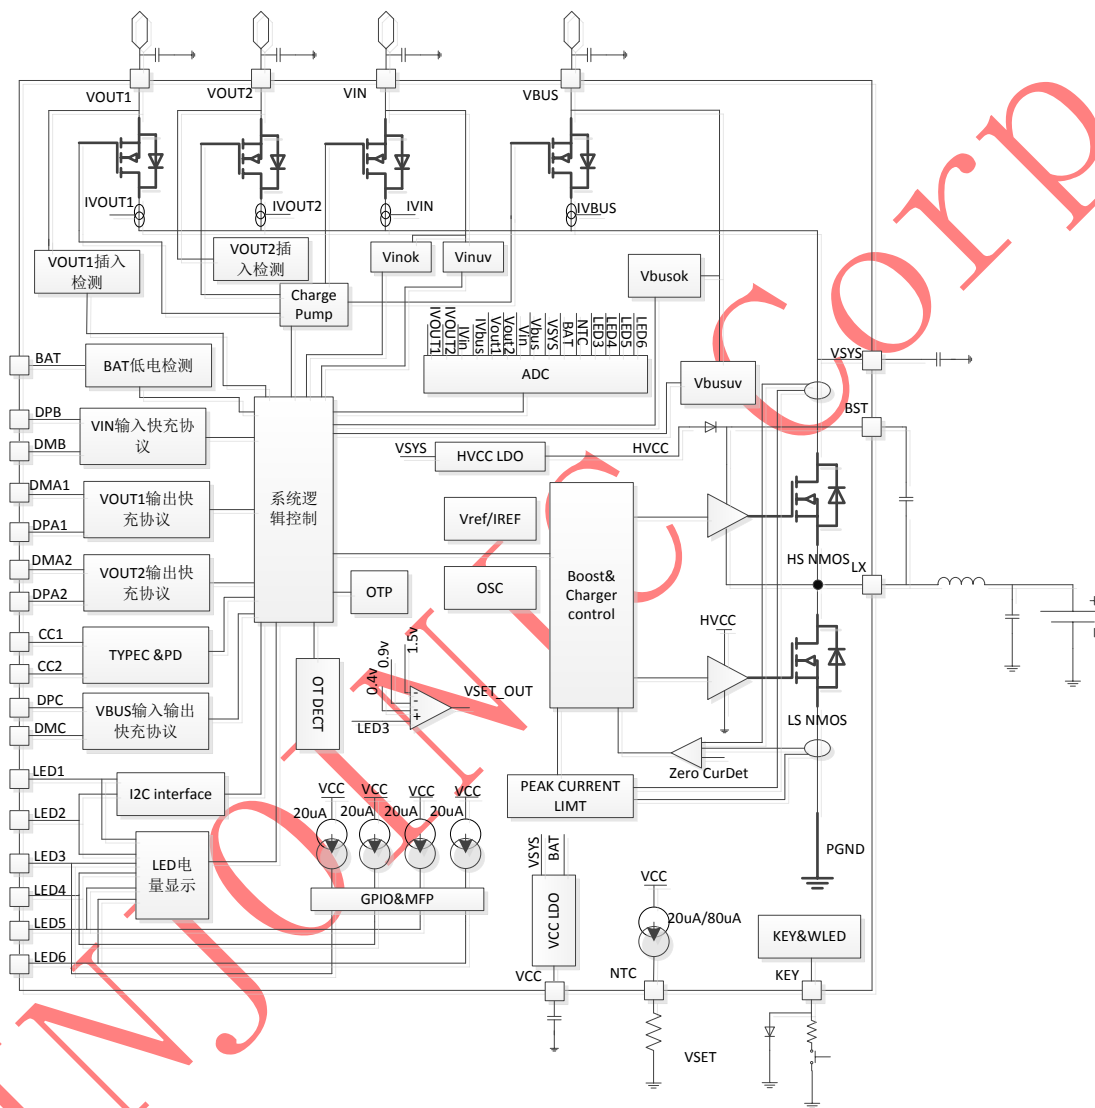 VOUT1
VOUT2
VIN
VBUS
IVOUT1
IVOUT2
IVIN
IVBUS
VOUT1插入
检测
VOUT2插
入检测
Vinok
Vinuv
Charge
Pump
Vbusok
IVOUT1
IVOUT2
IVin
IVbus
Vout1
Vout2
Vin
Vbus
VSYS
BAT
NTC
LED3
LED4
LED5
LED6
ADC
VSYS
BAT
BAT低电检测
Vbusuv
BST
DPB
DMB
VIN输入快充协
议
VSYS
HVCC LDO
HVCC
DMA1
DPA1
VOUT1输出快
充协议
系统逻
辑控制
Vref/IREF
OSC
Boost&
Charger
control
HS NMOS
LX
DMA2
DPA2
VOUT2输出快
充协议
OTP
CC1
CC2
TYPEC &PD
HVCC
0.4v
0.9v
1.5v
OT DECT
VSET_OUT
LED3
DPC
DMC
VBUS输入输出
快充协议
LS NMOS
Zero CurDet
PEAK CURRENT
LIMT
LED1
I2C interface
LED2
VCC
VCC
VCC
VCC
20uA
20uA
20uA
20uA
LED3
LED4
LED5
LED6
LED电
量显示
GPIO&MFP
VSYS
BAT
VCC LDO
VCC
VCC
20uA/80uA
NTC
PGND
KEY&WLED
KEY
VSET
INJOINIC Corp